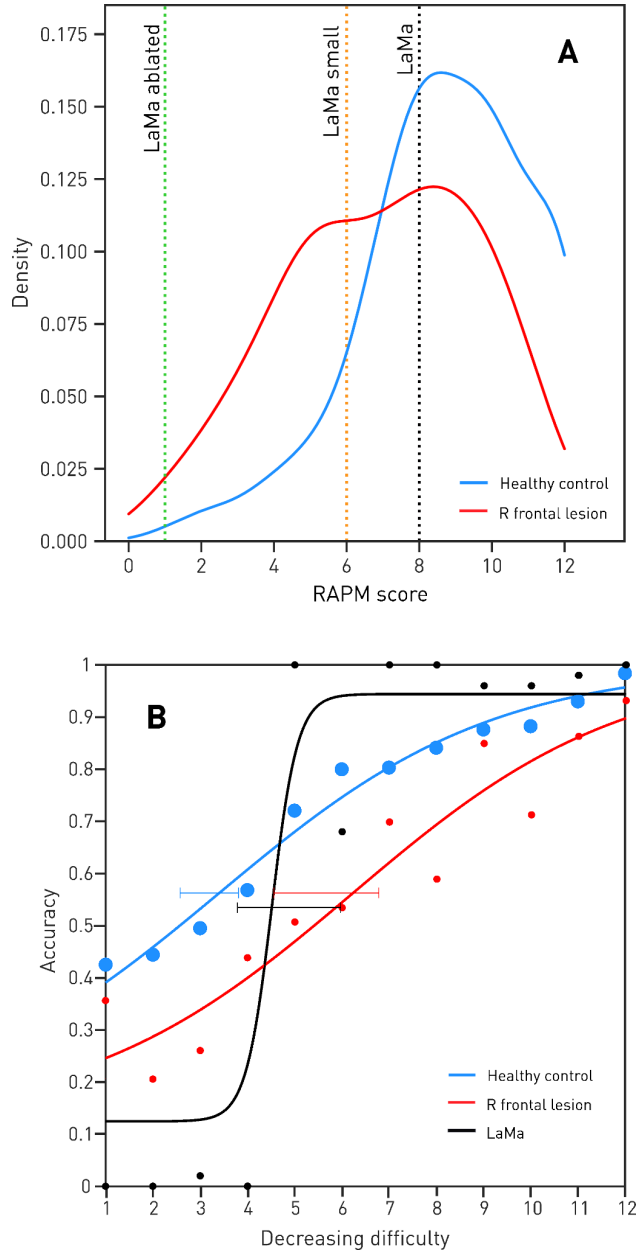 A
LaMa ablated
LaMa small
LaMa
0.175
0.150
0.125
0.100
0.075
0.050
0.025
0.000
Density
Healthy control
R frontal lesion
0 2 4 6 8 10 12
RAPM score
B
1
0.9
0.8
0.7
0.6
0.5
0.4
0.3
0.2
0.1
0
Accuracy
Healthy control
R frontal lesion
LaMa
1 2 3 4 5 6 7 8 9 10 11 12
Decreasing difficulty